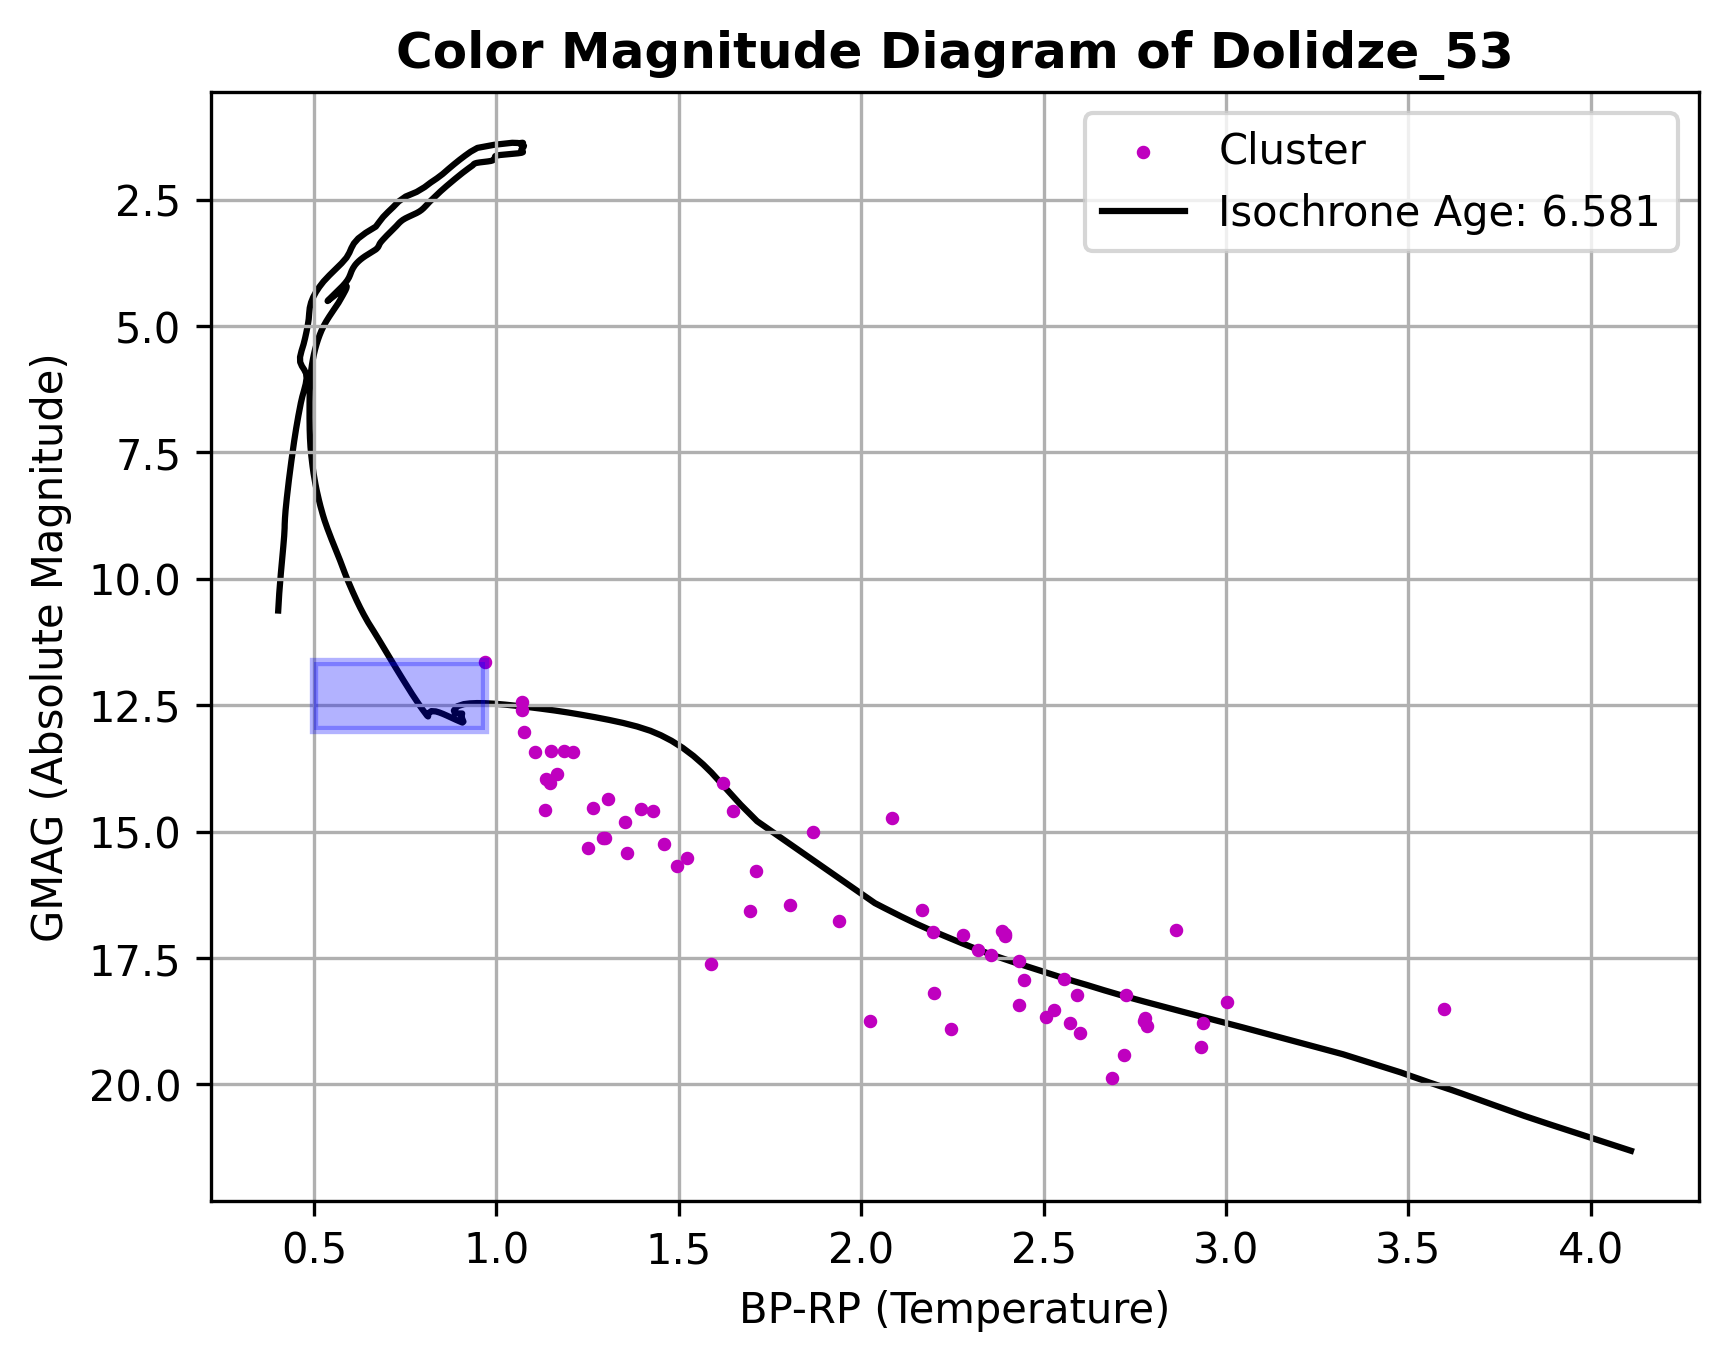 Color Magnitude Diagram of Dolidze_53
Cluster
Isochrone Age: 6.581
GMAG (Absolute Magnitude)
2.5
5.0
7.5
10.0
12.5
15.0
17.5
20.0
0.5 1.0 1.5 2.0 2.5 3.0 3.5 4.0
BP-RP (Temperature)